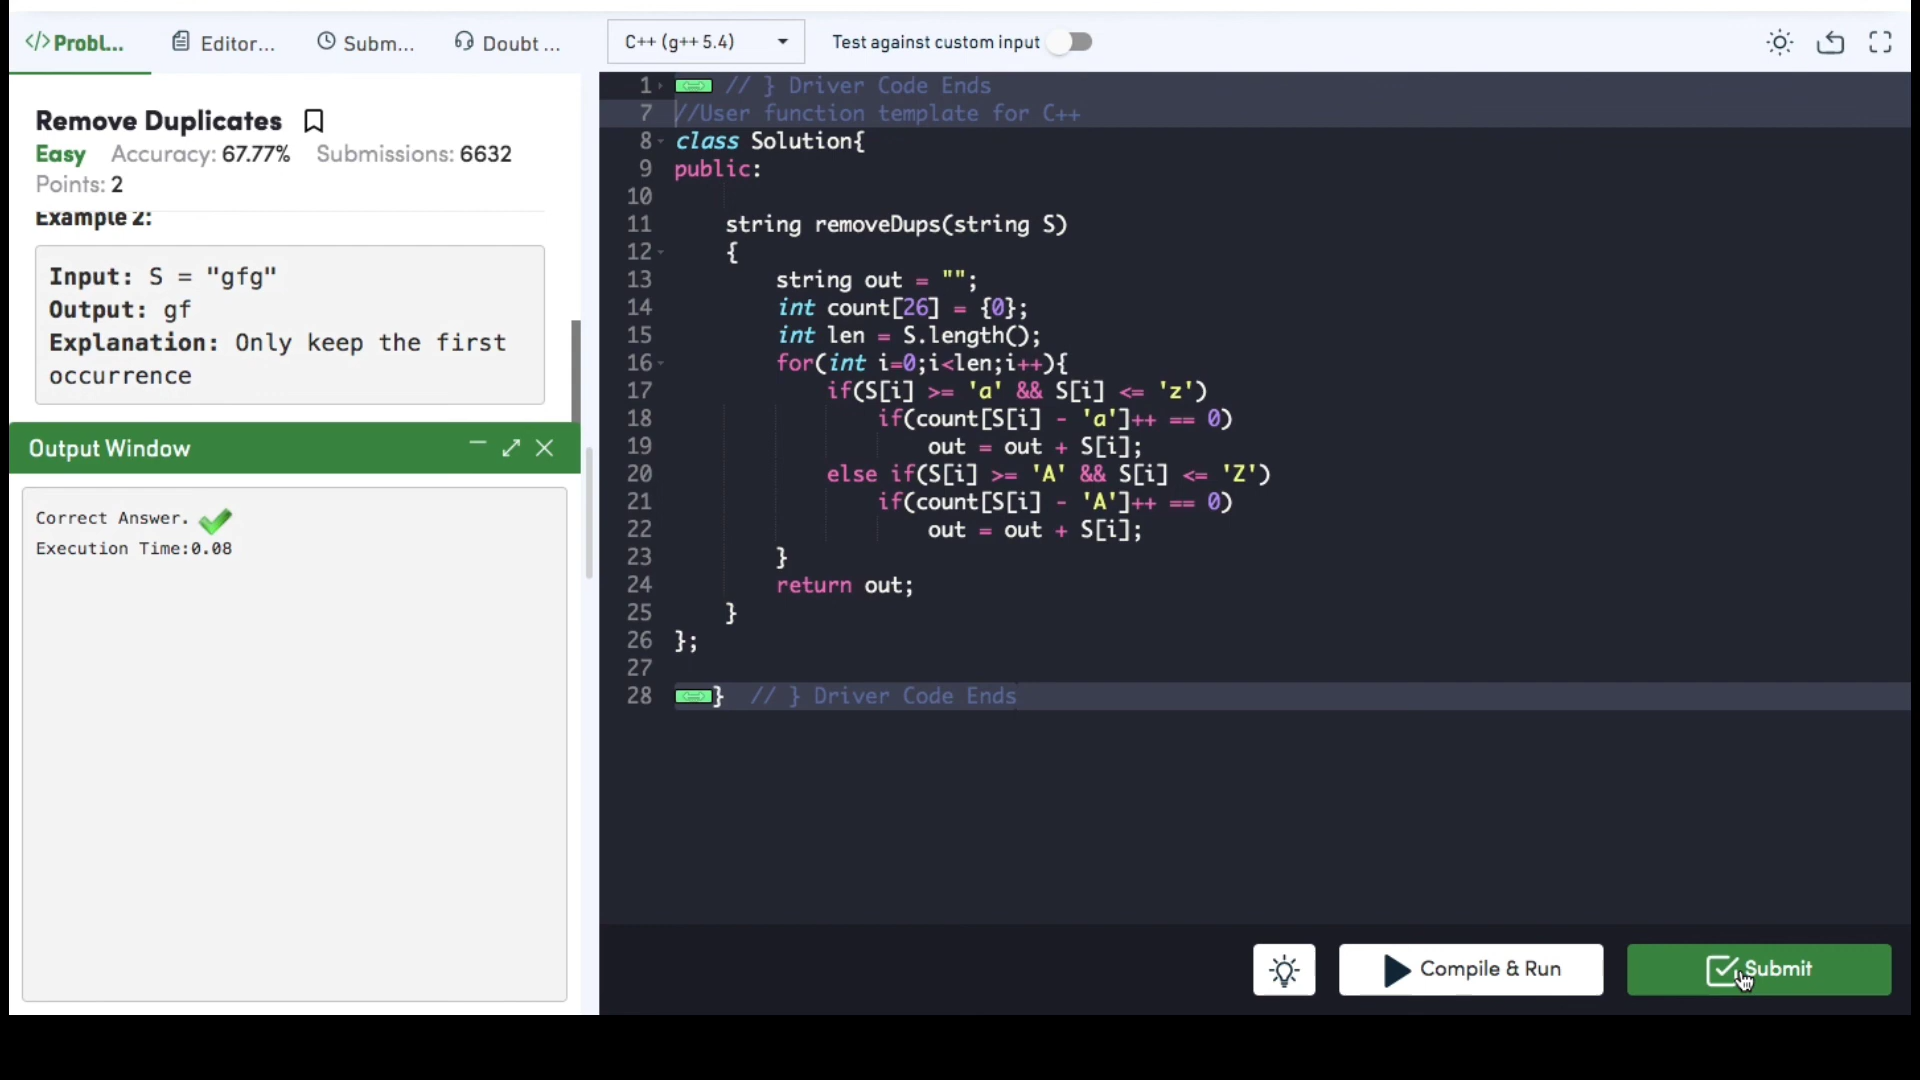 </> Probl...
Editor...
Subm...
Doubt ...
C++ (g++ 5.4)
Test against custom input
Remove Duplicates
Easy Accuracy: 67.77% Submissions: 6632
Points: 2
Example 2:
Input: S = "gfg"
Output: gf
Explanation: Only keep the first
occurrence
Output Window
Correct Answer.
Execution Time:0.08
1 // } Driver Code Ends
7 //User function template for C++
8 class Solution{
9 public:
10
11 string removeDups(string S)
12 {
13 string out = "";
14 int count[26] = {0};
15 int len = S.length();
16 for(int i=0;i<len;i++){
17 if(S[i] >= 'a' && S[i] <= 'z')
18 if(count[S[i] - 'a']++ == 0)
19 out = out + S[i];
20 else if(S[i] >= 'A' && S[i] <= 'Z')
21 if(count[S[i] - 'A']++ == 0)
22 out = out + S[i];
23 }
24 return out;
25 }
26 };
27
28 } // } Driver Code Ends
Compile & Run
Submit